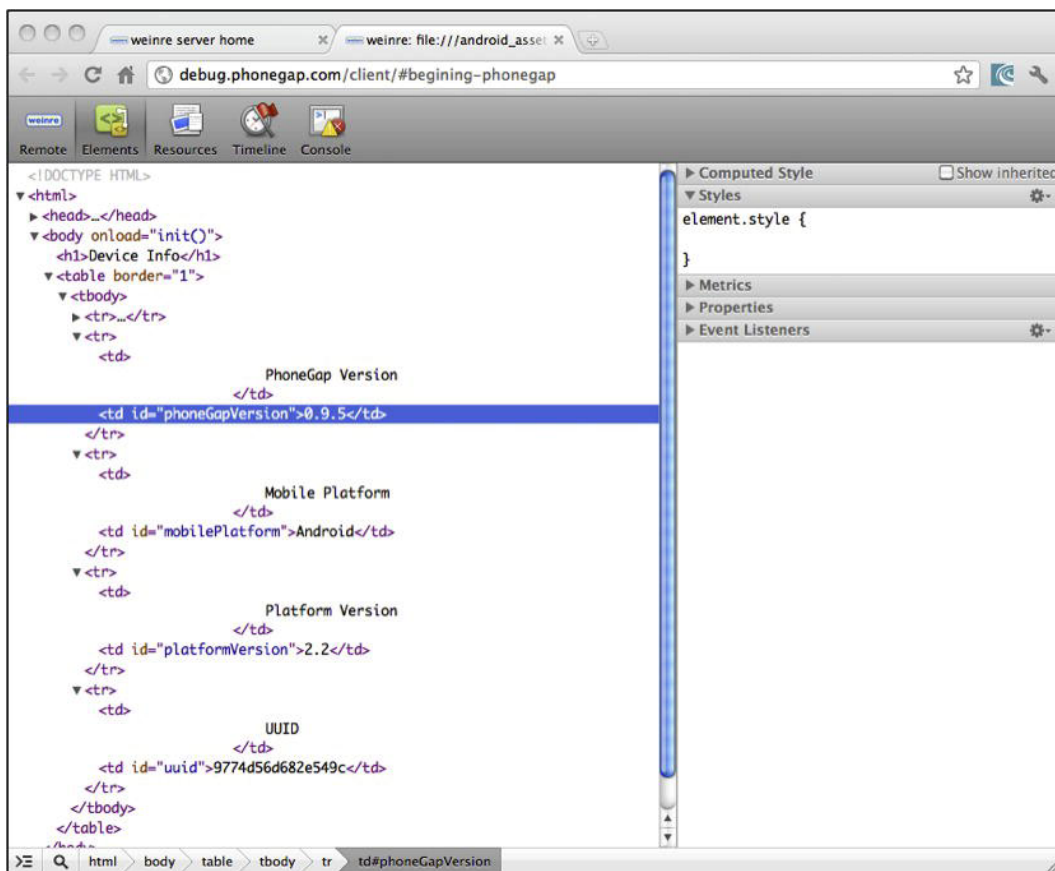 weinre server home
weinre: file:///android_asset
debug.phonegap.com/client/#begining-phonegap
weinre
Remote Elements Resources Timeline Console
<!DOCTYPE HTML>
<html>
<head>…</head>
<body onload="init()">
<h1>Device Info</h1>
<table border="1">
<tbody>
<tr>…</tr>
<tr>
<td>
PhoneGap Version
</td>
<td id="phoneGapVersion">0.9.5</td>
</tr>
<tr>
<td>
Mobile Platform
</td>
<td id="mobilePlatform">Android</td>
</tr>
<tr>
<td>
Platform Version
</td>
<td id="platformVersion">2.2</td>
</tr>
<tr>
<td>
UUID
</td>
<td id="uuid">9774d56d682e549c</td>
</tr>
</tbody>
</table>
</body>
Computed Style Show inherited
Styles
element.style {
}
Metrics
Properties
Event Listeners
html body table tbody tr td#phoneGapVersion